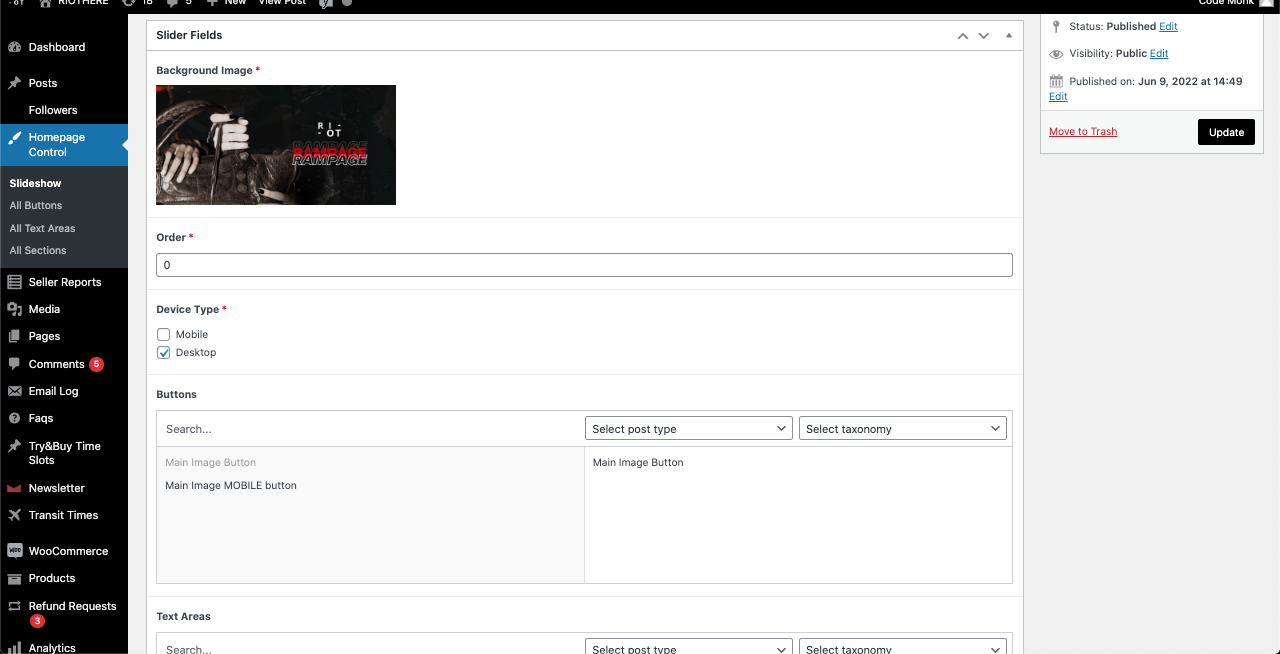 -OT
RIOTHERE
18
5
New
View Post
Code Monk
Dashboard
Posts
Followers
Homepage
Control
Slideshow
All Buttons
All Text Areas
All Sections
Seller Reports
Media
Pages
Comments 5
Email Log
Faqs
Try&Buy Time
Slots
Newsletter
Transit Times
WooCommerce
Products
Refund Requests
3
Analytics
Slider Fields
Background Image *
R I -
- OT
RAMPAGE
RAMPAGE
RAMPAGE
Order *
0
Device Type *
Mobile
Desktop
Buttons
Search...
Select post type
Select taxonomy
Main Image Button
Main Image MOBILE button
Main Image Button
Text Areas
Search...
Select post type
Select taxonomy
Status: Published Edit
Visibility: Public Edit
Published on: Jun 9, 2022 at 14:49
Edit
Move to Trash
Update